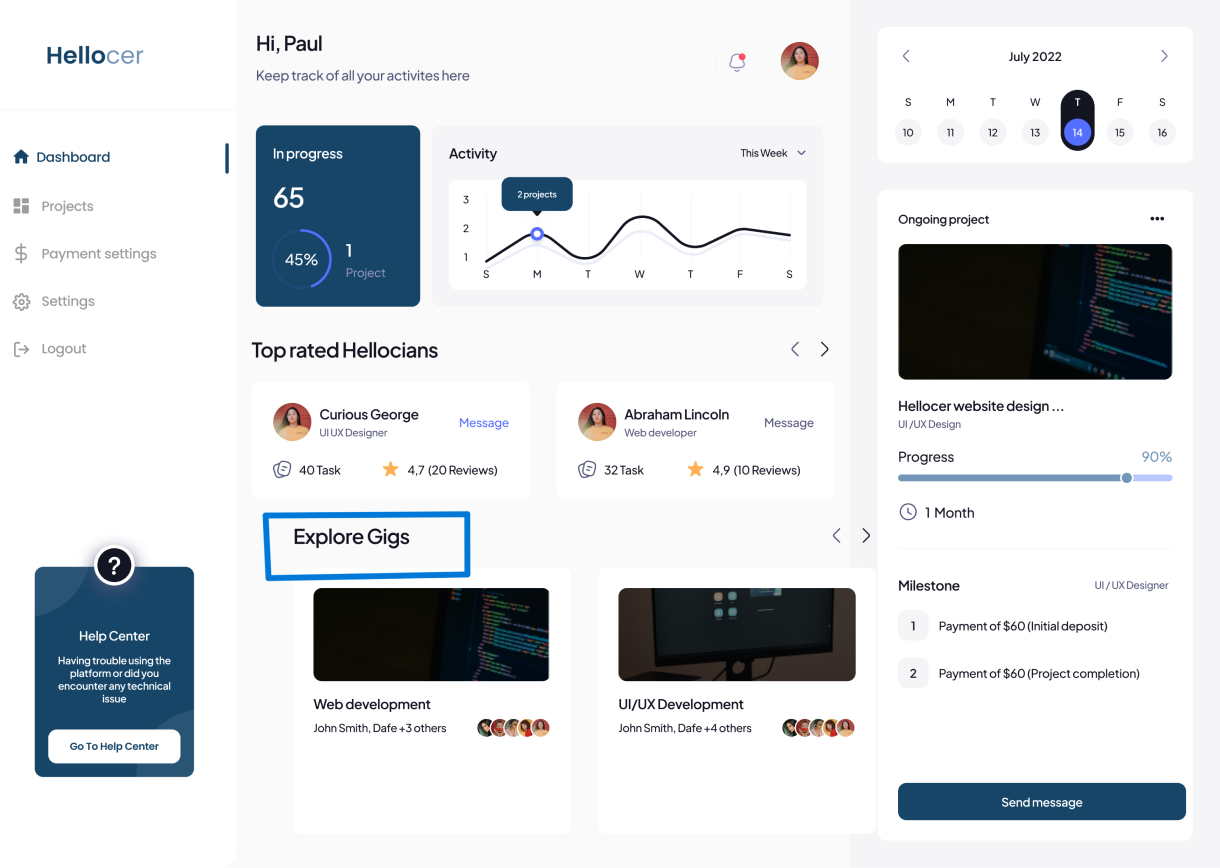 Hellocer
Dashboard
Projects
Payment settings
Settings
Logout
?
Help Center
Having trouble using the
platform or did you
encounter any technical
issue
Go To Help Center
Hi, Paul
Keep track of all your activites here
In progress
65
45%
1
Project
Activity
This Week
3
2
1
2 projects
S M T W T F S
Top rated Hellocians
Curious George
UI UX Designer
Message
40 Task
4,7 (20 Reviews)
Abraham Lincoln
Web developer
Message
32 Task
4,9 (10 Reviews)
Explore Gigs
Web development
John Smith, Dafe +3 others
UI/UX Development
John Smith, Dafe +4 others
July 2022
S M T W T F S
10 11 12 13 14 15 16
Ongoing project
Hellocer website design ...
UI /UX Design
Progress
90%
1 Month
Milestone
UI / UX Designer
1 Payment of $60 (Initial deposit)
2 Payment of $60 (Project completion)
Send message